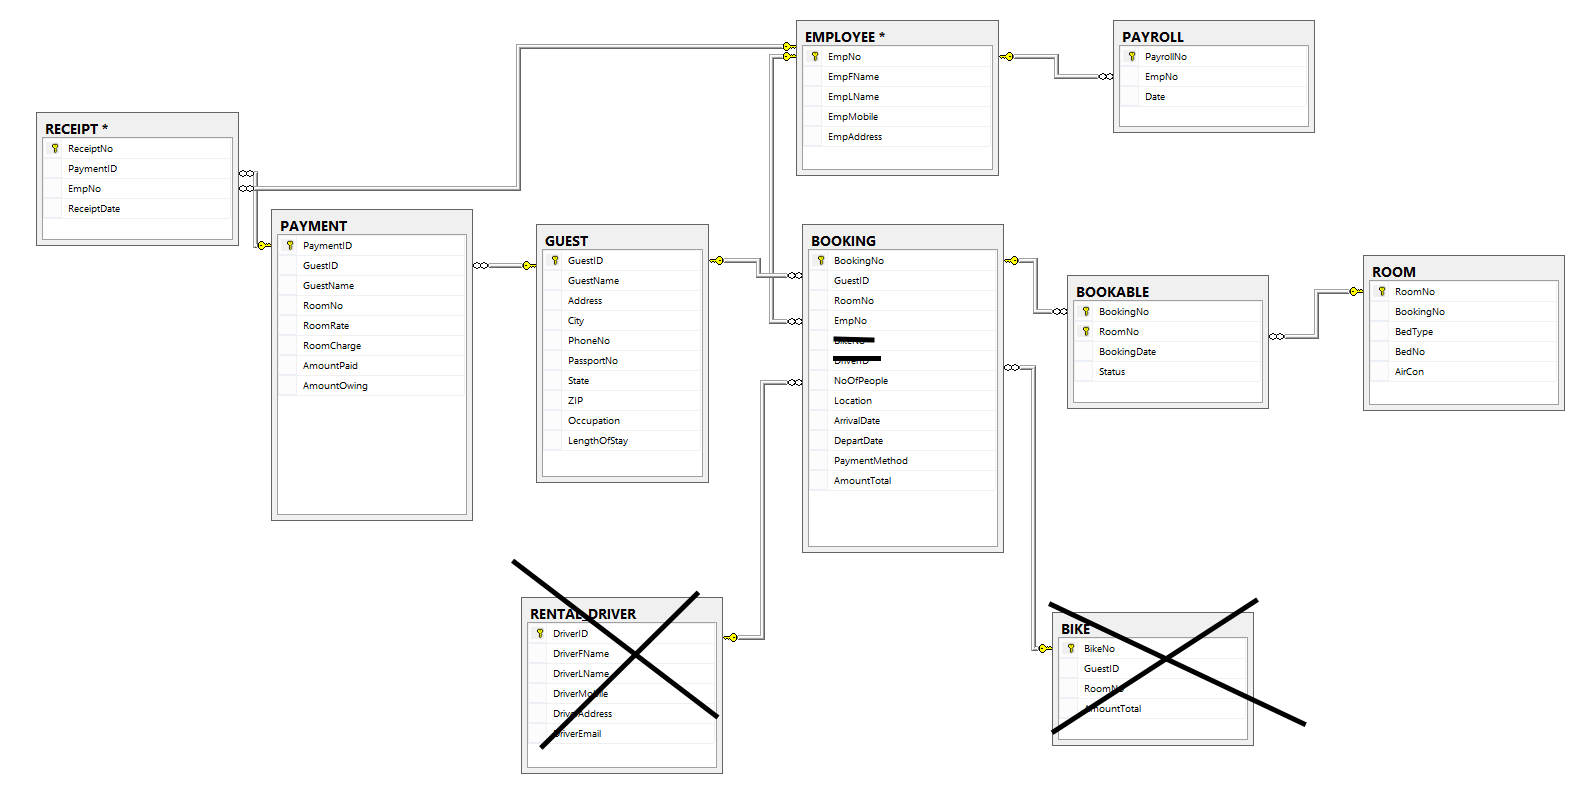 EMPLOYEE *
EmpNo
EmpFName
EmpLName
EmpMobile
EmpAddress
PAYROLL
PayrollNo
EmpNo
Date
RECEIPT *
ReceiptNo
PaymentID
EmpNo
ReceiptDate
PAYMENT
PaymentID
GuestID
GuestName
RoomNo
RoomRate
RoomCharge
AmountPaid
AmountOwing
GUEST
GuestID
GuestName
Address
City
PhoneNo
PassportNo
State
ZIP
Occupation
LengthOfStay
BOOKING
BookingNo
GuestID
RoomNo
EmpNo
BikeNo
DriverID
NoOfPeople
Location
ArrivalDate
DepartDate
PaymentMethod
AmountTotal
BOOKABLE
BookingNo
RoomNo
BookingDate
Status
ROOM
RoomNo
BookingNo
BedType
BedNo
AirCon
RENTAL_DRIVER
DriverID
DriverFName
DriverLName
DriverMobile
DriverAddress
DriverEmail
BIKE
BikeNo
GuestID
RoomNo
AmountTotal